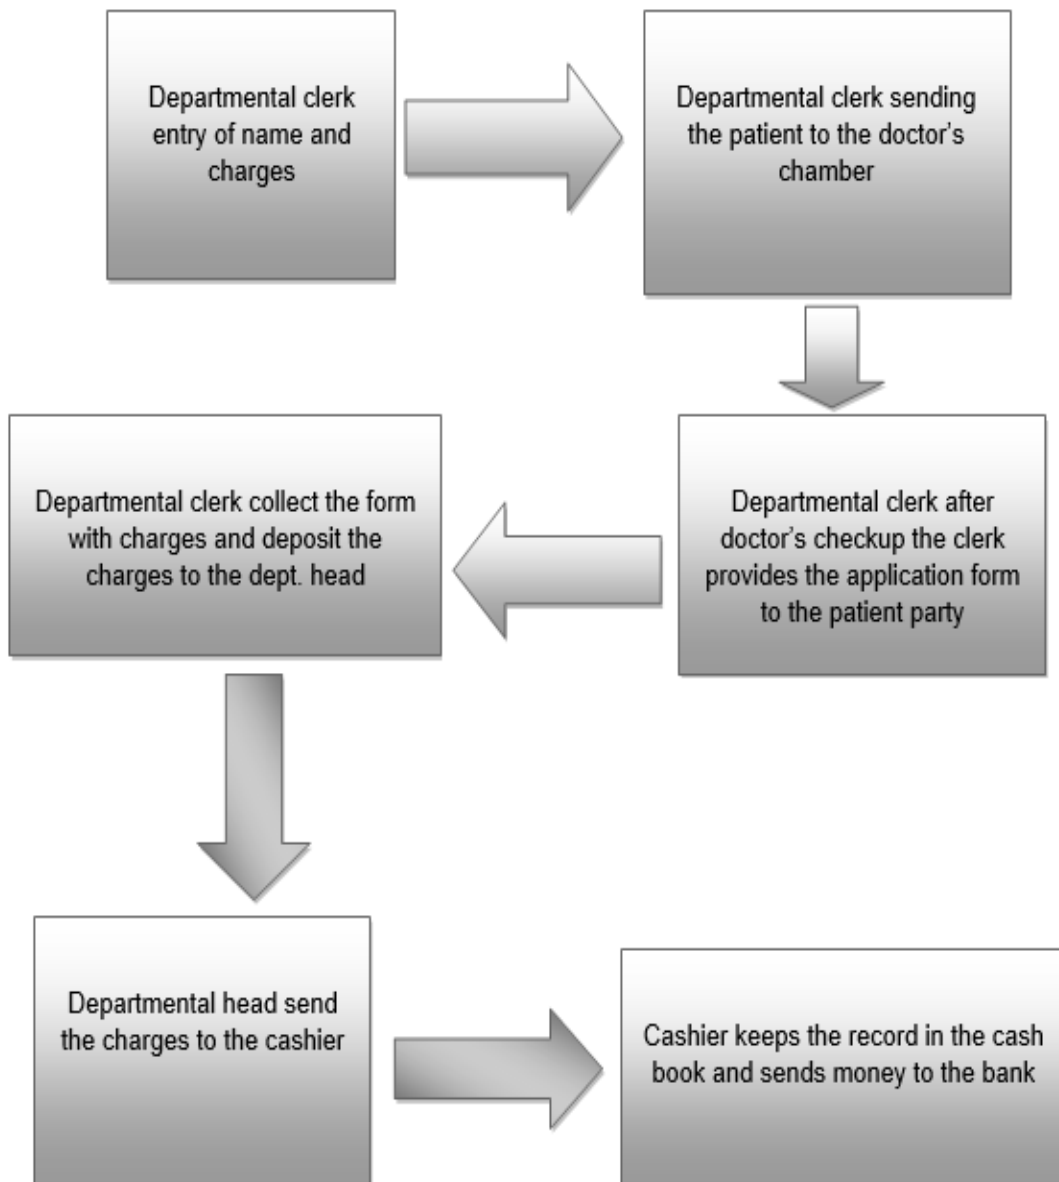 Departmental clerk
entry of name and
charges
Departmental clerk sending
the patient to the doctor’s
chamber
Departmental clerk after
doctor’s checkup the clerk
provides the application form
to the patient party
Departmental clerk collect the form
with charges and deposit the
charges to the dept. head
Departmental head send
the charges to the cashier
Cashier keeps the record in the cash
book and sends money to the bank